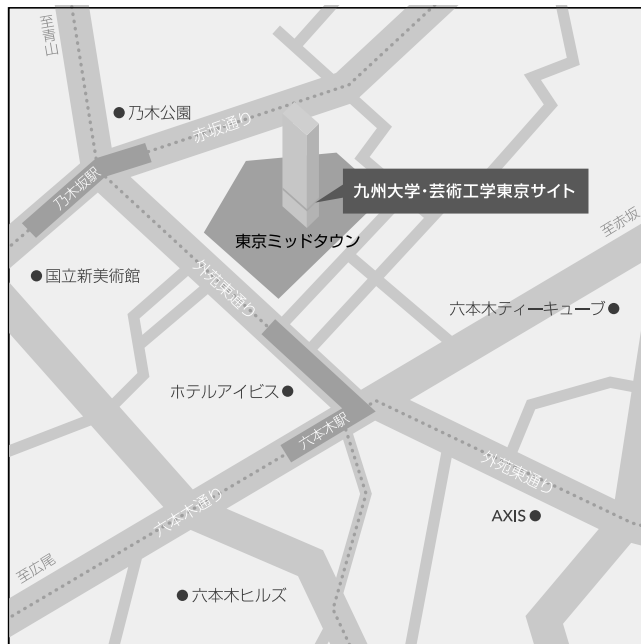 至青山
乃木公園
赤坂通り
乃木坂駅
九州大学・芸術工学東京サイト
至赤坂
東京ミッドタウン
国立新美術館
外苑東通り
六本木ティーキューブ
ホテルアイビス
六本木駅
外苑東通り
六本木通り
AXIS
至広尾
六本木ヒルズ